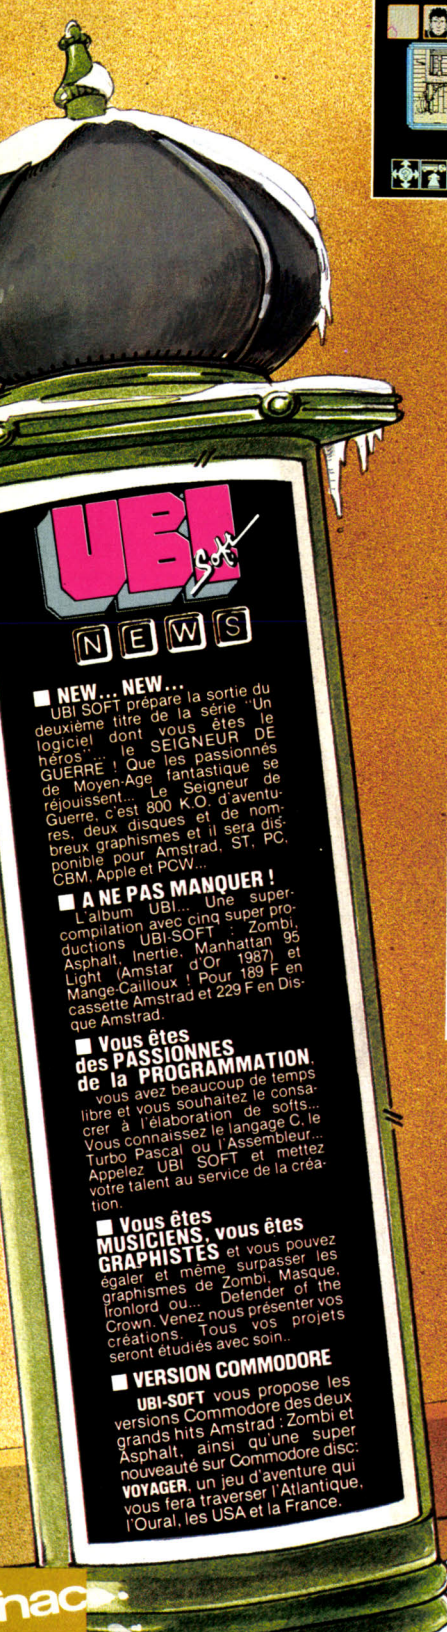 UBI
Soft
NEWS
■ NEW... NEW...
UBI SOFT prépare la sortie du
deuxième titre de la série "Un
logiciel dont vous êtes le
héros"... le SEIGNEUR DE
GUERRE ! Que les passionnés
de Moyen-Age fantastique se
réjouissent... Le Seigneur de
Guerre, c'est 800 K.O. d'aventu-
res, deux disques et de nom-
breux graphismes et il sera dis-
ponible pour Amstrad, ST, PC,
CBM, Apple et PCW...
■ A NE PAS MANQUER !
L'album UBI... Une super-
compilation avec cinq super pro-
ductions UBI-SOFT : Zombi,
Asphalt, Inertie, Manhattan 95
Light (Amstar d'Or 1987) et
Mange-Cailloux ! Pour 189 F en
cassette Amstrad et 229 F en Dis-
que Amstrad.
■ Vous êtes
des PASSIONNES
de la PROGRAMMATION,
vous avez beaucoup de temps
libre et vous souhaitez le consa-
crer à l'élaboration de softs...
Vous connaissez le langage C, le
Turbo Pascal ou l'Assembleur...
Appelez UBI SOFT et mettez
votre talent au service de la créa-
tion.
■ Vous êtes
MUSICIENS, vous êtes
GRAPHISTES et vous pouvez
égaler et même surpasser les
graphismes de Zombi, Masque,
Ironlord ou... Defender of the
Crown. Venez nous présenter vos
créations. Tous vos projets
seront étudiés avec soin..
■ VERSION COMMODORE
UBI-SOFT vous propose les
versions Commodore des deux
grands hits Amstrad : Zombi et
Asphalt, ainsi qu'une super
nouveauté sur Commodore disc:
VOYAGER, un jeu d'aventure qui
vous fera traverser l'Atlantique,
l'Oural, les USA et la France.